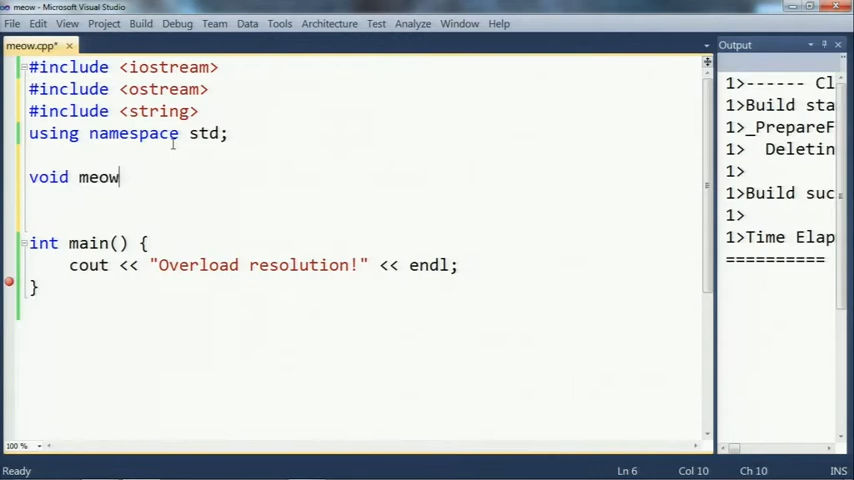 meow - Microsoft Visual Studio
File Edit View Project Build Debug Team Data Tools Architecture Test Analyze Window Help
meow.cpp*
Output
#include <iostream>
#include <ostream>
#include <string>
using namespace std;
void meow
int main() {
cout << "Overload resolution!" << endl;
}
1>------ Cl
1>Build sta
1>_PrepareF
1>  Deletin
1>
1>Build suc
1>
1>Time Elap
==========
100 %
Ready
Ln 6
Col 10
Ch 10
INS